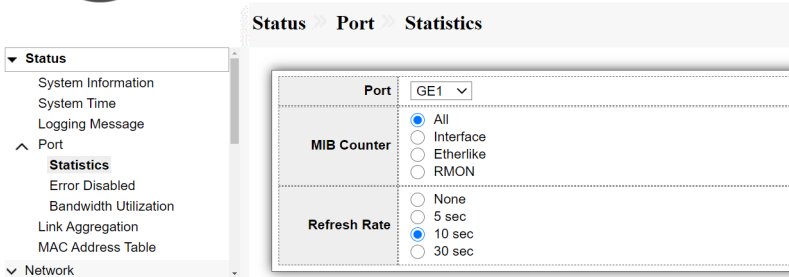 Status » Port » Statistics
Status
System Information
System Time
Logging Message
Port
Statistics
Error Disabled
Bandwidth Utilization
Link Aggregation
MAC Address Table
Network
Port GE1
MIB Counter
All
Interface
Etherlike
RMON
Refresh Rate
None
5 sec
10 sec
30 sec